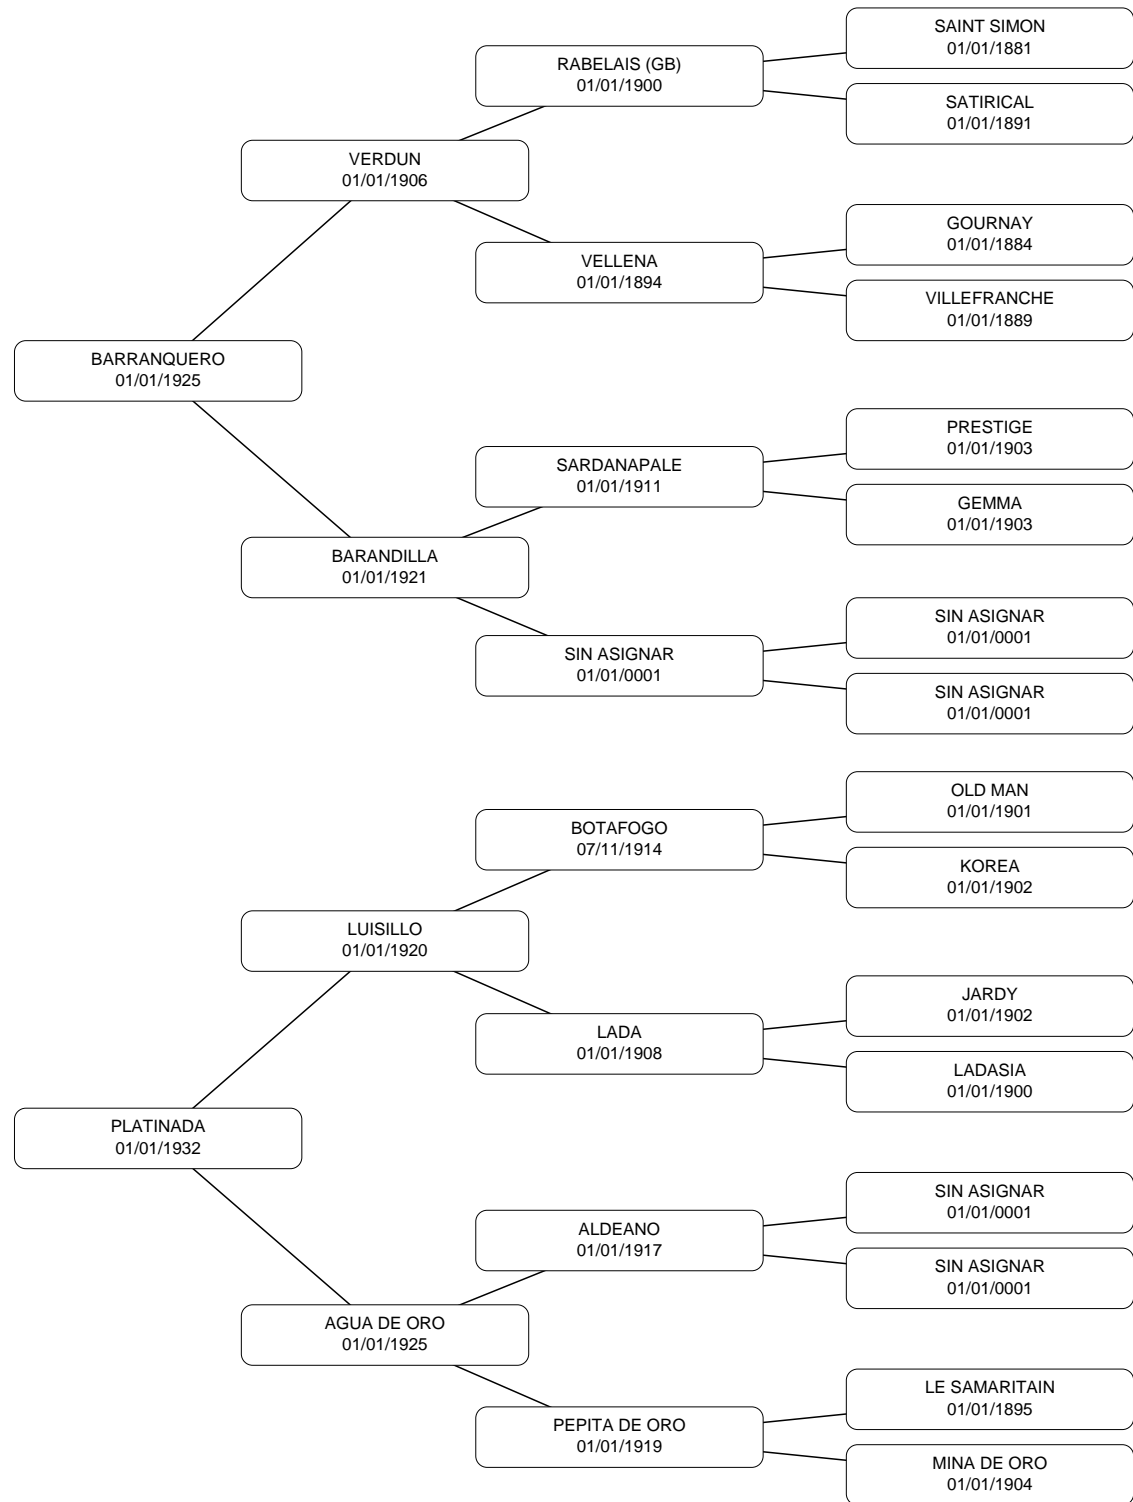 SAINT SIMON
01/01/1881
RABELAIS (GB)
01/01/1900
SATIRICAL
01/01/1891
VERDUN
01/01/1906
GOURNAY
01/01/1884
VELLENA
01/01/1894
VILLEFRANCHE
01/01/1889
BARRANQUERO
01/01/1925
PRESTIGE
01/01/1903
SARDANAPALE
01/01/1911
GEMMA
01/01/1903
BARANDILLA
01/01/1921
SIN ASIGNAR
01/01/0001
SIN ASIGNAR
01/01/0001
SIN ASIGNAR
01/01/0001
OLD MAN
01/01/1901
BOTAFOGO
07/11/1914
KOREA
01/01/1902
LUISILLO
01/01/1920
JARDY
01/01/1902
LADA
01/01/1908
LADASIA
01/01/1900
PLATINADA
01/01/1932
SIN ASIGNAR
01/01/0001
ALDEANO
01/01/1917
SIN ASIGNAR
01/01/0001
AGUA DE ORO
01/01/1925
LE SAMARITAIN
01/01/1895
PEPITA DE ORO
01/01/1919
MINA DE ORO
01/01/1904